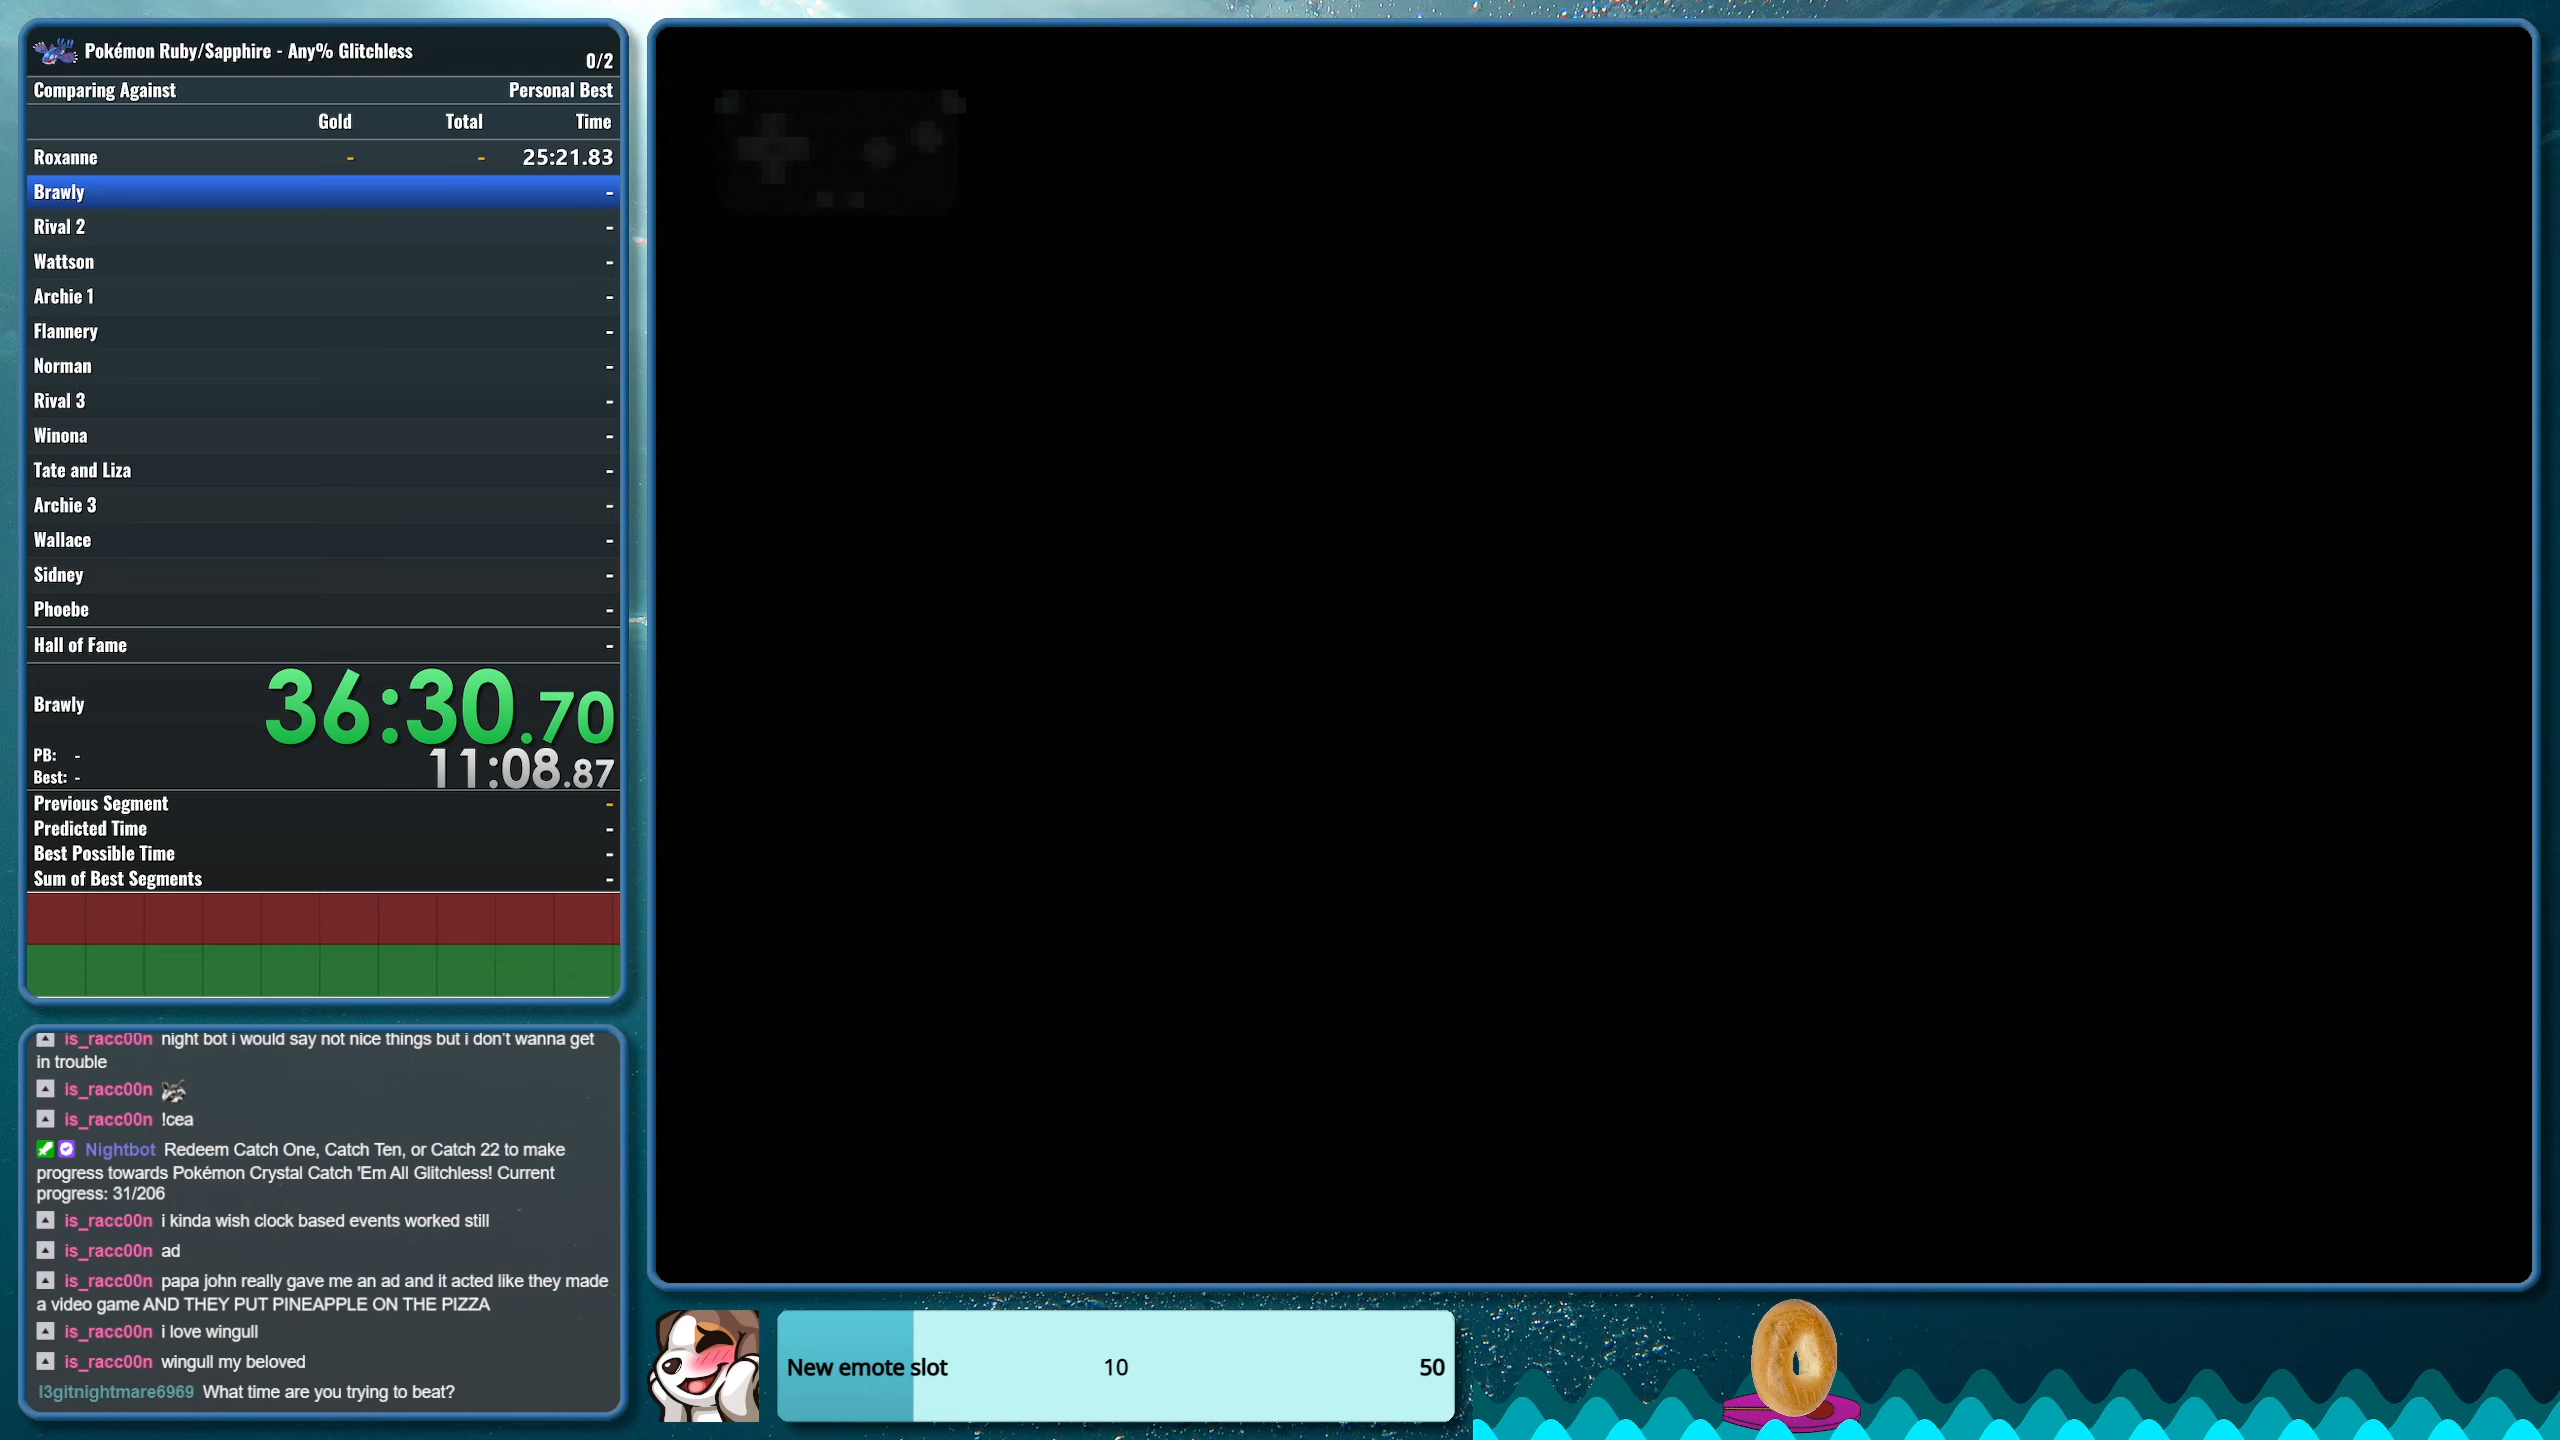 Pokémon Ruby/Sapphire - Any% Glitchless
0/2
Comparing Against Personal Best
Gold Total Time
Roxanne - - 25:21.83
Brawly -
Rival 2 -
Wattson -
Archie 1 -
Flannery -
Norman -
Rival 3 -
Winona -
Tate and Liza -
Archie 3 -
Wallace -
Sidney -
Phoebe -
Hall of Fame -
Brawly 36:30.70
PB: -
11:08.87
Best: -
Previous Segment -
Predicted Time -
Best Possible Time -
Sum of Best Segments -
is_racc00n night bot i would say not nice things but i don't wanna get
in trouble
is_racc00n
is_racc00n !cea
Nightbot Redeem Catch One, Catch Ten, or Catch 22 to make
progress towards Pokémon Crystal Catch 'Em All Glitchless! Current
progress: 31/206
is_racc00n i kinda wish clock based events worked still
is_racc00n ad
is_racc00n papa john really gave me an ad and it acted like they made
a video game AND THEY PUT PINEAPPLE ON THE PIZZA
is_racc00n i love wingull
is_racc00n wingull my beloved
l3gitnightmare6969 What time are you trying to beat?
New emote slot 10 50